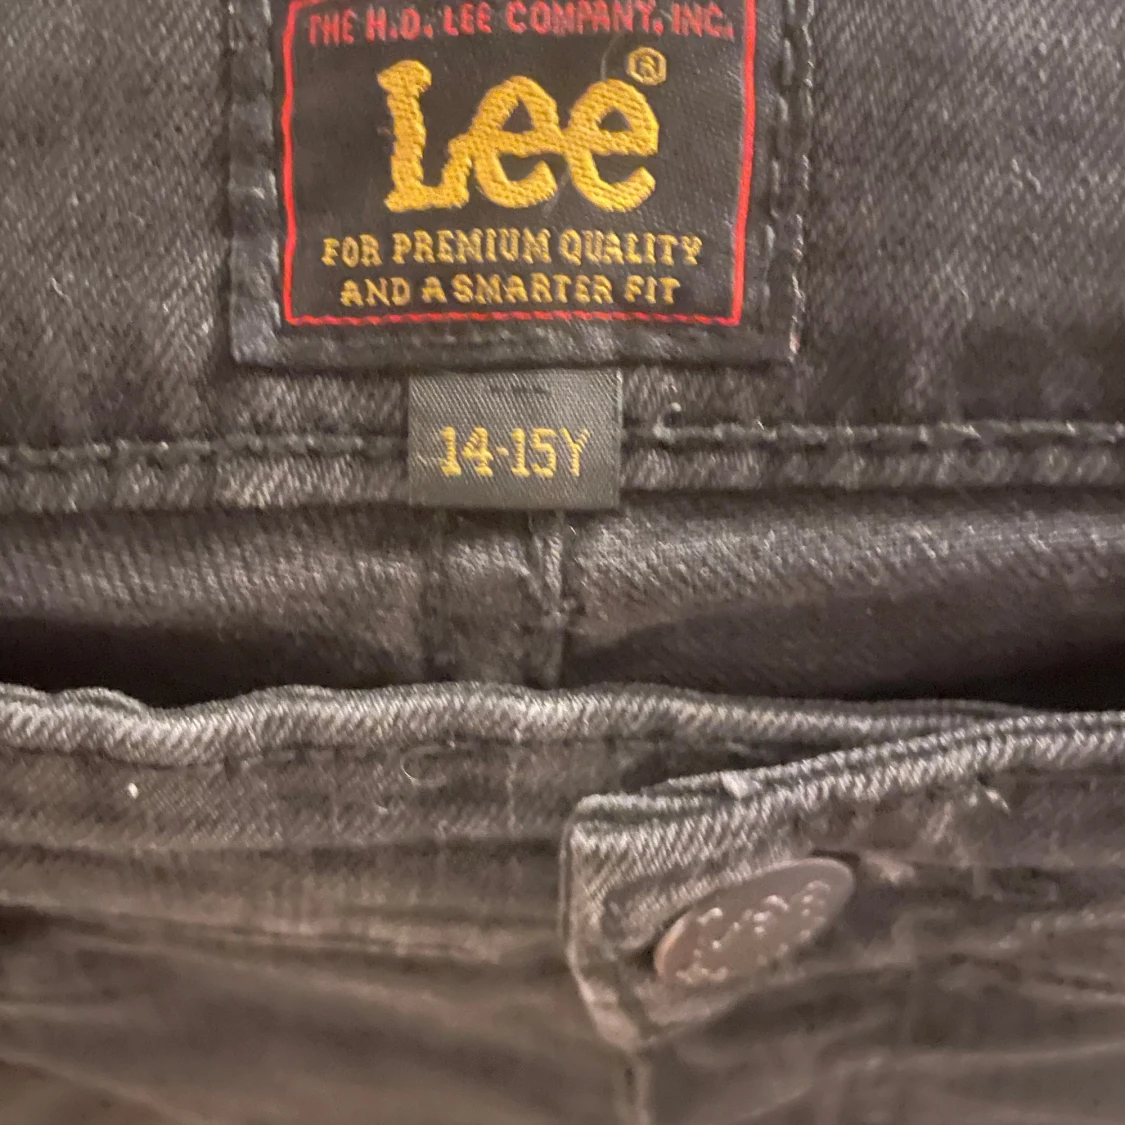 THE H.D. LEE COMPANY, INC.
Lee®
FOR PREMIUM QUALITY
AND A SMARTER FIT
14-15Y